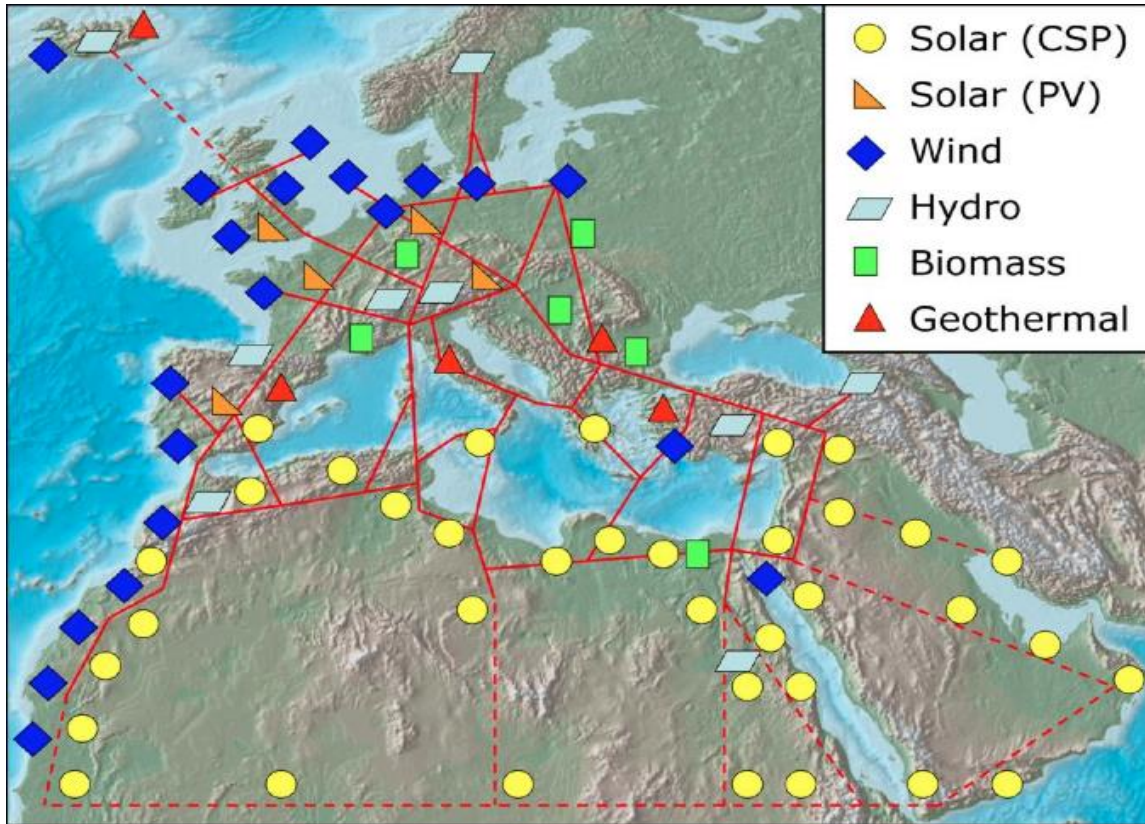 Solar (CSP)
Solar (PV)
Wind
Hydro
Biomass
Geothermal